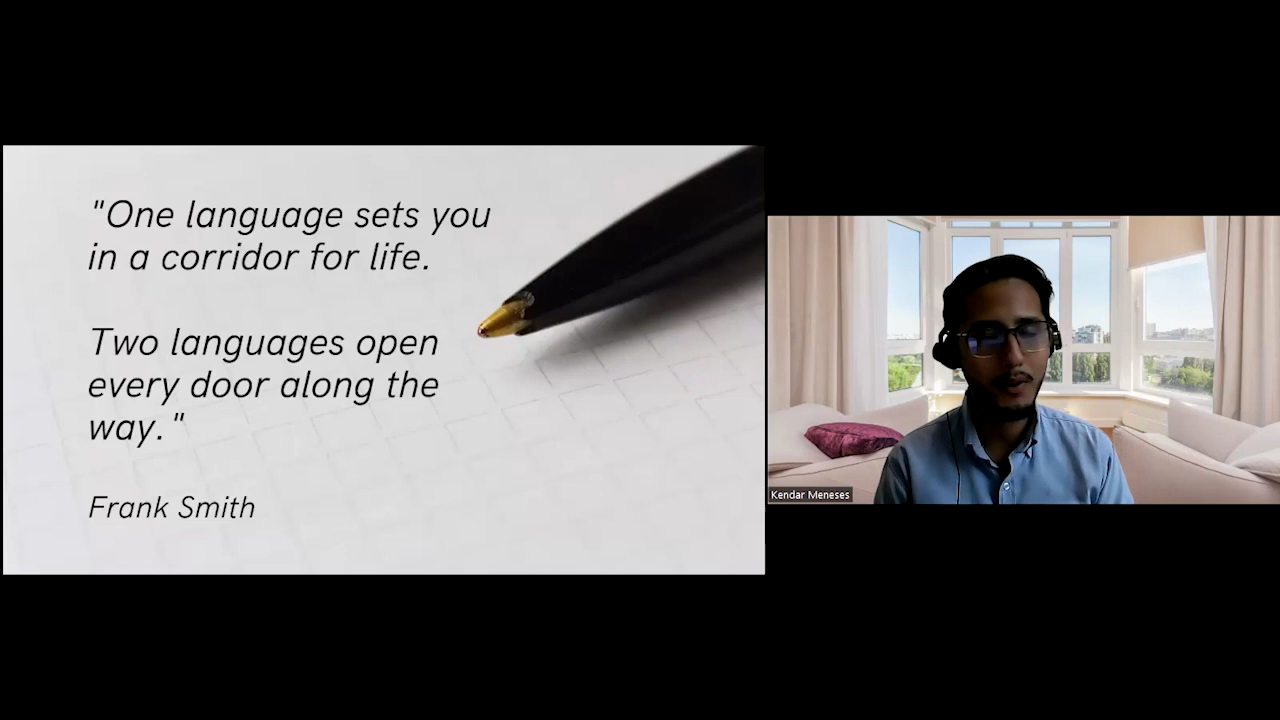 "One language sets you
in a corridor for life.
Two languages open
every door along the
way."
Frank Smith
Kendar Meneses